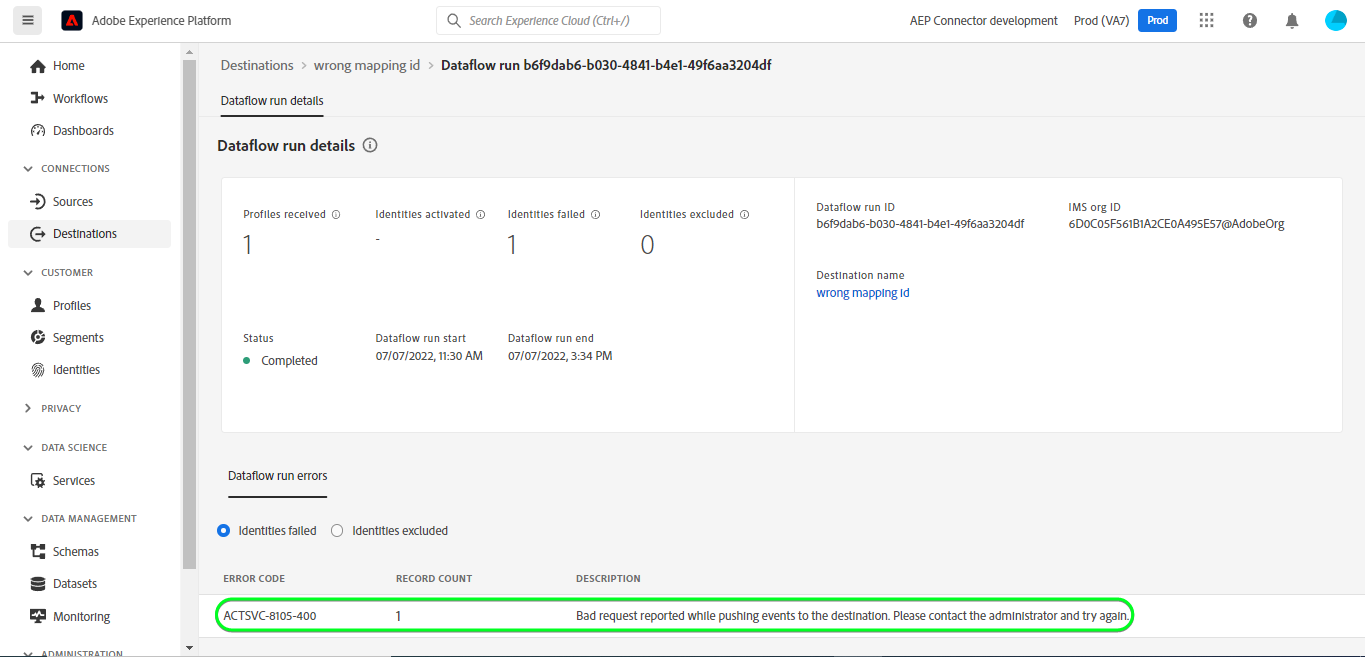 Adobe Experience Platform
Search Experience Cloud (Ctrl+/)
AEP Connector development
Prod (VA7)
Prod
Home
Workflows
Dashboards
CONNECTIONS
Sources
Destinations
CUSTOMER
Profiles
Segments
Identities
PRIVACY
DATA SCIENCE
Services
DATA MANAGEMENT
Schemas
Datasets
Monitoring
ADMINISTRATION
Destinations > wrong mapping id > Dataflow run b6f9dab6-b030-4841-b4e1-49f6aa3204df
Dataflow run details
Dataflow run details
Profiles received
1
Identities activated
-
Identities failed
1
Identities excluded
0
Status
Completed
Dataflow run start
07/07/2022, 11:30 AM
Dataflow run end
07/07/2022, 3:34 PM
Dataflow run ID
b6f9dab6-b030-4841-b4e1-49f6aa3204df
IMS org ID
6D0C05F561B1A2CE0A495E57@AdobeOrg
Destination name
wrong mapping id
Dataflow run errors
Identities failed
Identities excluded
ERROR CODE RECORD COUNT DESCRIPTION
ACTSVC-8105-400 1 Bad request reported while pushing events to the destination. Please contact the administrator and try again.